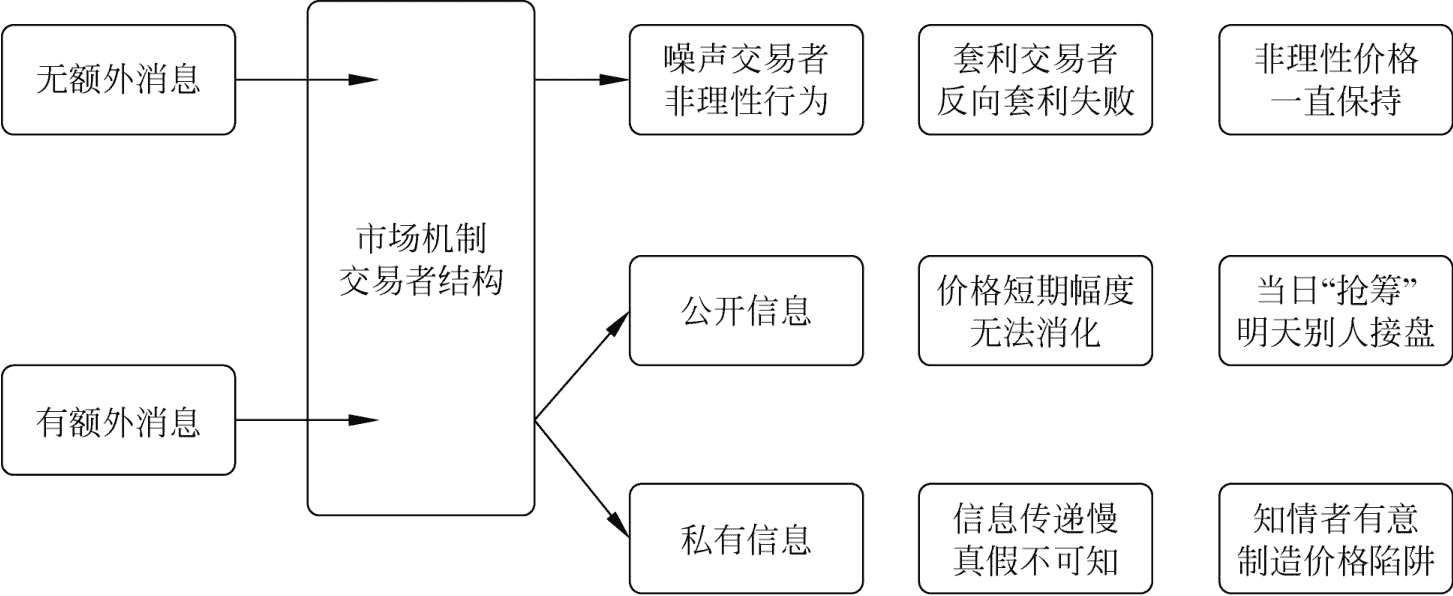 无额外消息
噪声交易者
非理性行为
套利交易者
反向套利失败
非理性价格
一直保持
市场机制
交易者结构
公开信息
价格短期幅度
无法消化
当日“抢筹”
明天别人接盘
有额外消息
私有信息
信息传递慢
真假不可知
知情者有意
制造价格陷阱